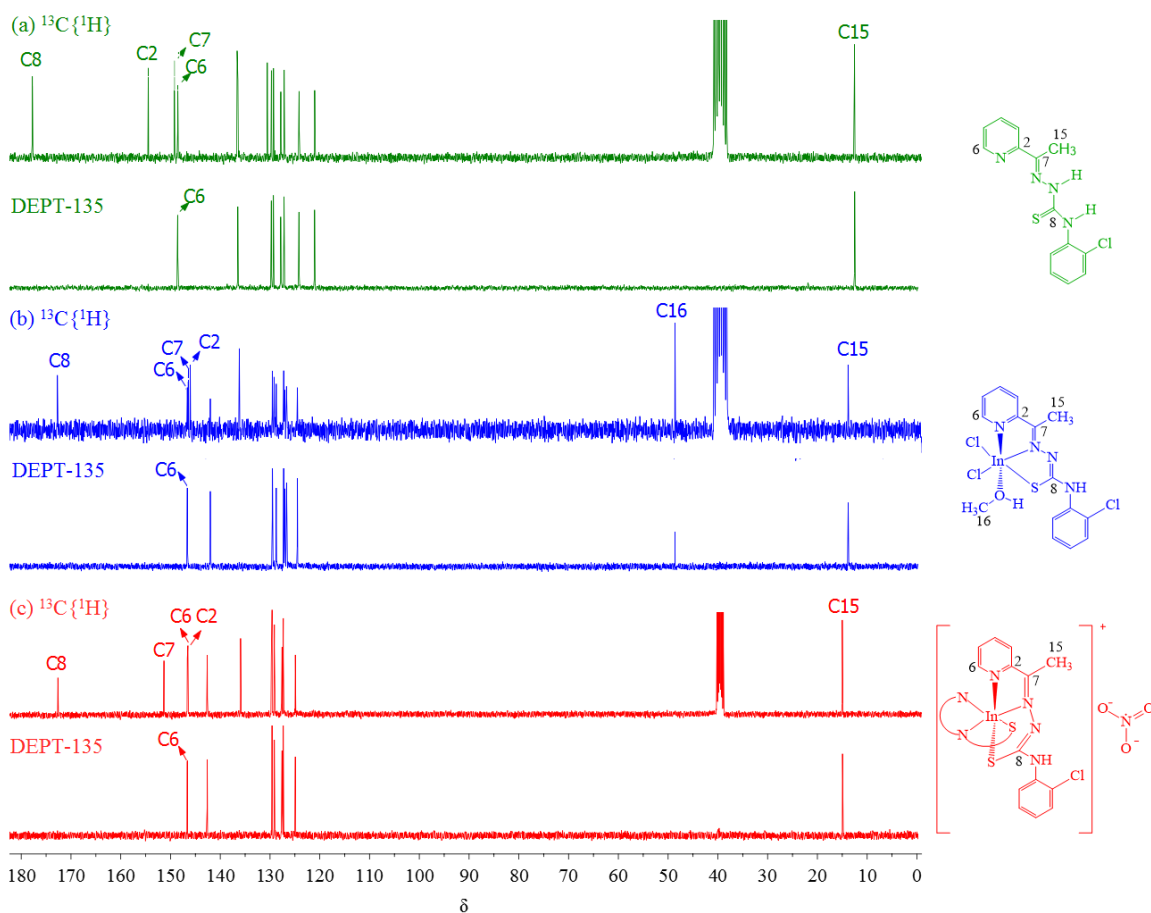 (a) ¹³C{¹H}
C8
C2
C7
C6
C15
DEPT-135
C6
6
N
2
7
15
CH₃
N
N
H
S
8
N
H
Cl
(b) ¹³C{¹H}
C8
C7
C2
C6
C16
C15
DEPT-135
C6
6
N
2
7
15
CH₃
Cl
In
N
N
Cl
S
8
NH
O
H
H₃C
16
Cl
(c) ¹³C{¹H}
C8
C7
C6
C2
C15
DEPT-135
C6
+
6
N
2
7
15
CH₃
N
In
N
N
N
S
S
8
NH
Cl
O⁻
N
O
O⁻
180 170 160 150 140 130 120 110 100 90 80 70 60 50 40 30 20 10 0
δ